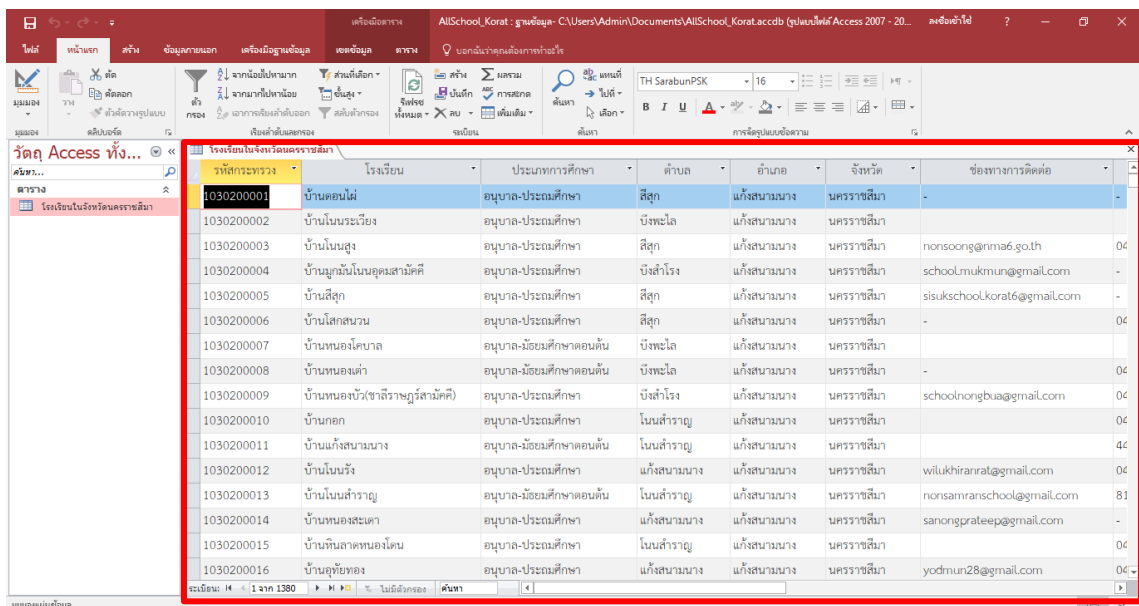 เครื่องมือตาราง AllSchool_Korat : ฐานข้อมูล- C:\Users\Admin\Documents\AllSchool_Korat.accdb (รูปแบบไฟล์ Access 2007 - 20... ลงชื่อเข้าใช้ ?
ไฟล์ หน้าแรก สร้าง ข้อมูลภายนอก เครื่องมือฐานข้อมูล เขตข้อมูล ตาราง บอกฉันว่าคุณต้องการทำอะไร
ตัด จากน้อยไปหามาก ส่วนที่เลือก สร้าง ผลรวม แทนที่ TH SarabunPSK 16
มุมมอง วาง คัดลอก ตัวกรอง จากมากไปหาน้อย ขั้นสูง รีเฟรชทั้งหมด บันทึก การสะกด ค้นหา ไปที่
ตัวคัดวางรูปแบบ เอาการเรียงลำดับออก สลับตัวกรอง ลบ เพิ่มเติม เลือก B I U A
มุมมอง คลิปบอร์ด เรียงลำดับและกรอง ระเบียน ค้นหา การจัดรูปแบบข้อความ
วัตถุ Access ทั้ง... «
ค้นหา...
ตาราง
โรงเรียนในจังหวัดนครราชสีมา
โรงเรียนในจังหวัดนครราชสีมา
รหัสกระทรวง โรงเรียน ประเภทการศึกษา ตำบล อำเภอ จังหวัด ช่องทางการติดต่อ
1030200001 บ้านดอนไผ่ อนุบาล-ประถมศึกษา สีสุก แก้งสนามนาง นครราชสีมา - -
1030200002 บ้านโนนระเวียง อนุบาล-ประถมศึกษา บึงพะไล แก้งสนามนาง นครราชสีมา
1030200003 บ้านโนนสูง อนุบาล-ประถมศึกษา สีสุก แก้งสนามนาง นครราชสีมา nonsoong@nma6.go.th 04
1030200004 บ้านมูกมันโนนอุดมสามัคคี อนุบาล-ประถมศึกษา บึงสำโรง แก้งสนามนาง นครราชสีมา school.mukmun@gmail.com -
1030200005 บ้านสีสุก อนุบาล-ประถมศึกษา สีสุก แก้งสนามนาง นครราชสีมา sisukschool.korat6@gmail.com -
1030200006 บ้านโสกสนวน อนุบาล-ประถมศึกษา สีสุก แก้งสนามนาง นครราชสีมา - 04
1030200007 บ้านหนองโคบาล อนุบาล-มัธยมศึกษาตอนต้น บึงพะไล แก้งสนามนาง นครราชสีมา
1030200008 บ้านหนองเต่า อนุบาล-มัธยมศึกษาตอนต้น บึงพะไล แก้งสนามนาง นครราชสีมา - 04
1030200009 บ้านหนองบัว(ชาลีราษฎร์สามัคคี) อนุบาล-ประถมศึกษา บึงสำโรง แก้งสนามนาง นครราชสีมา schoolnongbua@gmail.com 04
1030200010 บ้านกอก อนุบาล-ประถมศึกษา โนนสำราญ แก้งสนามนาง นครราชสีมา 04
1030200011 บ้านแก้งสนามนาง อนุบาล-มัธยมศึกษาตอนต้น โนนสำราญ แก้งสนามนาง นครราชสีมา 44
1030200012 บ้านโนนรัง อนุบาล-ประถมศึกษา แก้งสนามนาง แก้งสนามนาง นครราชสีมา wilukhiranrat@gmail.com 04
1030200013 บ้านโนนสำราญ อนุบาล-มัธยมศึกษาตอนต้น โนนสำราญ แก้งสนามนาง นครราชสีมา nonsamranschool@gmail.com 81
1030200014 บ้านหนองสะเดา อนุบาล-ประถมศึกษา แก้งสนามนาง แก้งสนามนาง นครราชสีมา sanongprateep@gmail.com -
1030200015 บ้านหินลาดหนองโดน อนุบาล-ประถมศึกษา โนนสำราญ แก้งสนามนาง นครราชสีมา 04
1030200016 บ้านอุทัยทอง อนุบาล-ประถมศึกษา แก้งสนามนาง แก้งสนามนาง นครราชสีมา yodmun28@gmail.com 04
ระเบียน: 1 จาก 1380 ไม่มีตัวกรอง ค้นหา